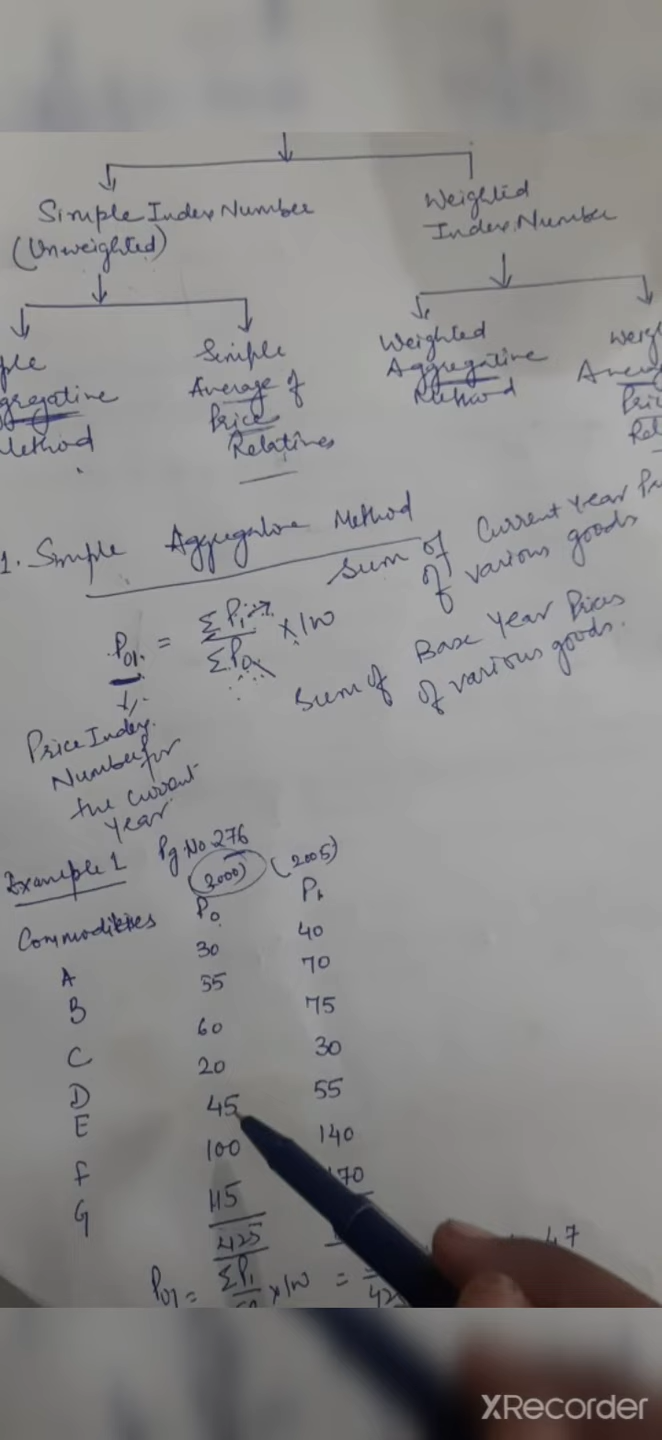 Simple Index Number
(Unweighted)
Weighted
Index Number
Method
Simple
Average of
Price
Relatives
Weighted
Aggregative
Method
1. Simple Aggregative Method
P01 = ΣP1 / ΣP0 × 100
Sum of Current Year
of various goods
Sum of Base Year Prices
of various goods.
Price Index
Number for
the current
year
Example 1 Pg No. 276
(2000) (2005)
Commodities P0 P1
A 30 40
B 55 70
C 60 75
D 20 30
E 45 55
F 100 140
G 115 170
425
P01 = ΣP1 × 100 =
47
XRecorder